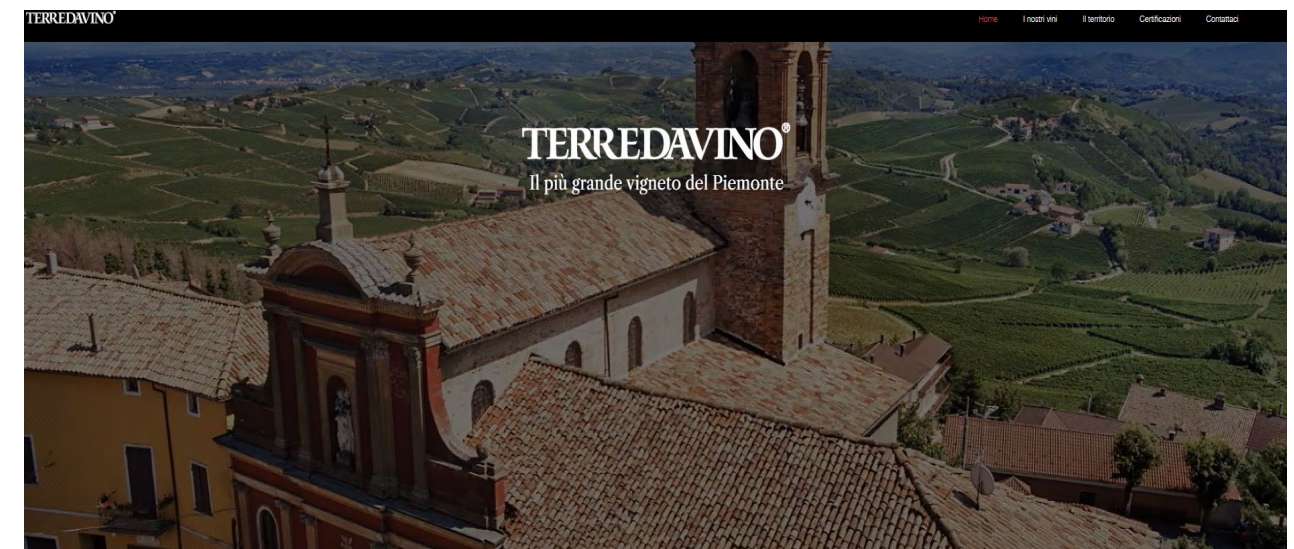 TERREDAVINO®
Home I nostri vini Il territorio Certificazioni Contattaci
TERREDAVINO®
Il più grande vigneto del Piemonte